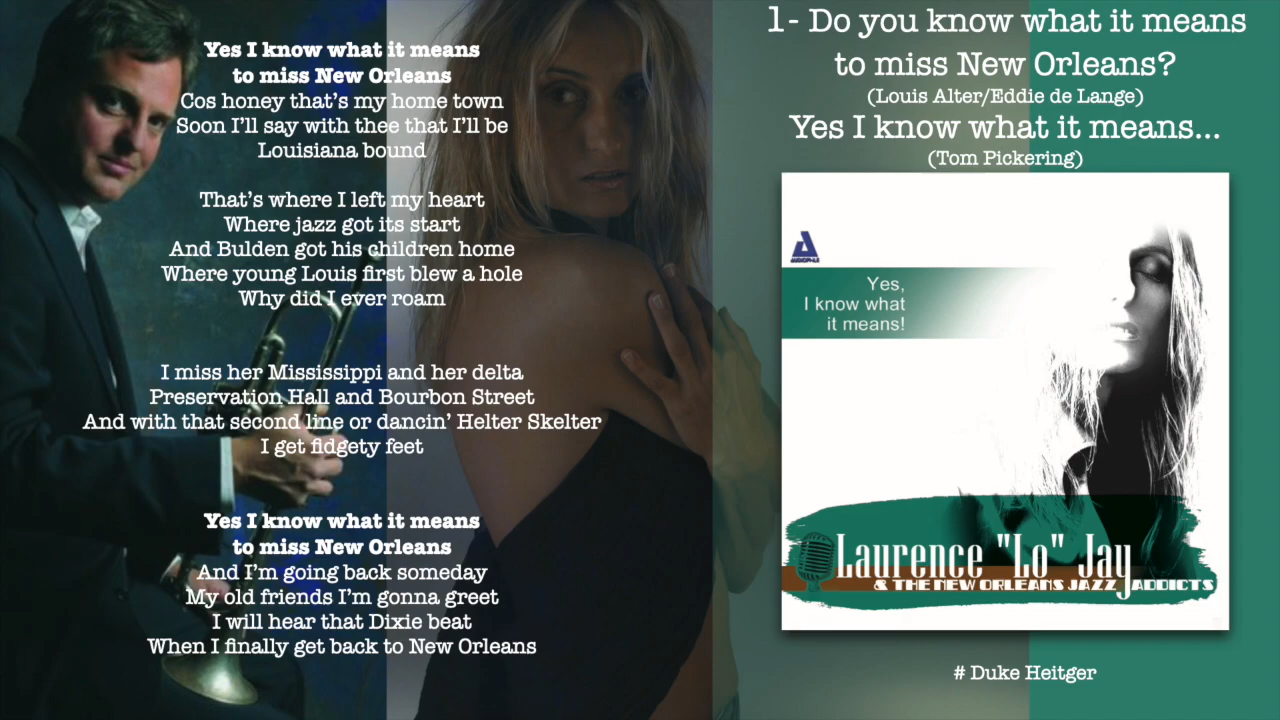 Yes I know what it means
to miss New Orleans
Cos honey that's my home town
Soon I'll say with thee that I'll be
Louisiana bound
That's where I left my heart
Where jazz got its start
And Bulden got his children home
Where young Louis first blew a hole
Why did I ever roam
I miss her Mississippi and her delta
Preservation Hall and Bourbon Street
And with that second line or dancin' Helter Skelter
I get fidgety feet
Yes I know what it means
to miss New Orleans
And I'm going back someday
My old friends I'm gonna greet
I will hear that Dixie beat
When I finally get back to New Orleans
1- Do you know what it means
to miss New Orleans?
(Louis Alter/Eddie de Lange)
Yes I know what it means...
(Tom Pickering)
AUDIOPHILE
Yes,
I know what
it means!
Laurence "Lo" Jay
& THE NEW ORLEANS JAZZ ADDICTS
# Duke Heitger